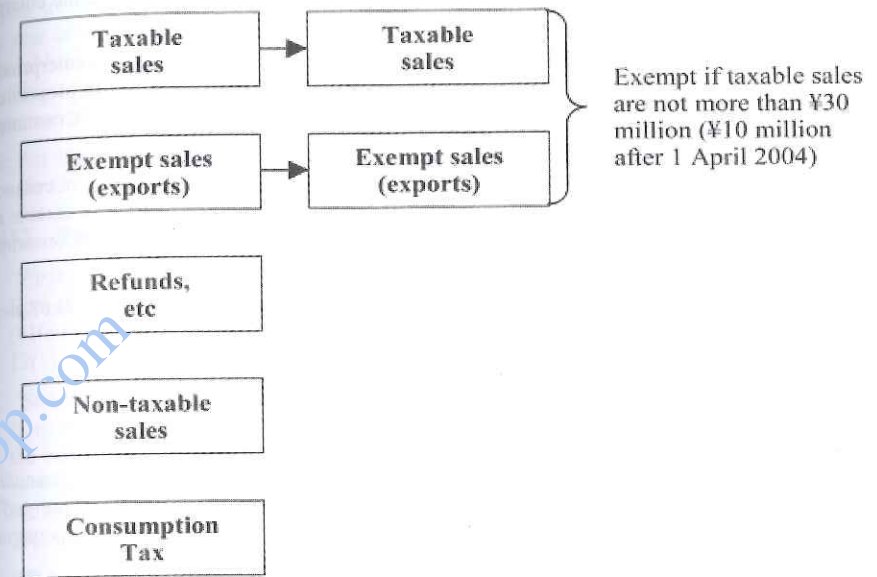 Taxable
sales
Taxable
sales
Exempt if taxable sales
are not more than ¥30
million (¥10 million
after 1 April 2004)
Exempt sales
(exports)
Exempt sales
(exports)
Refunds,
etc
Non-taxable
sales
Consumption
Tax
p.com